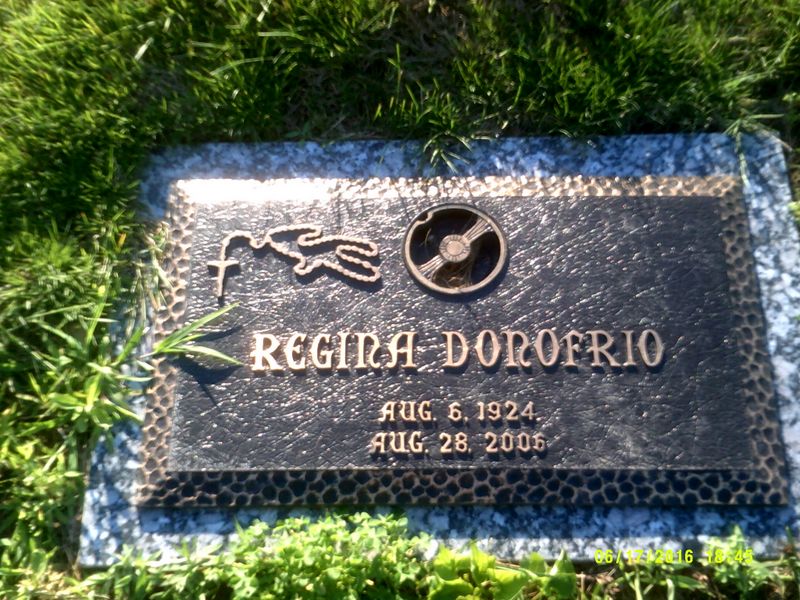 REGINA DONOFRIO
AUG. 6, 1924
AUG. 28, 2006
06/17/2016 18:45